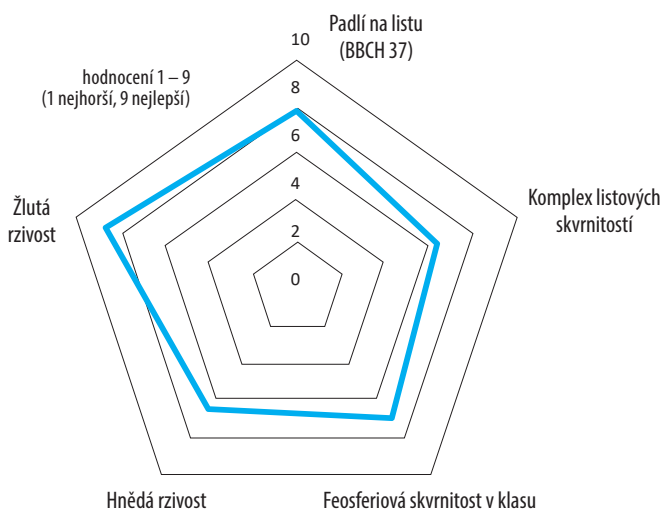 Padlí na listu
(BBCH 37)
hodnocení 1 – 9
(1 nejhorší, 9 nejlepší)
10
8
6
4
2
0
Žlutá
rzivost
Komplex listových
skvrnitostí
Hnědá rzivost
Feosferiová skvrnitost v klasu